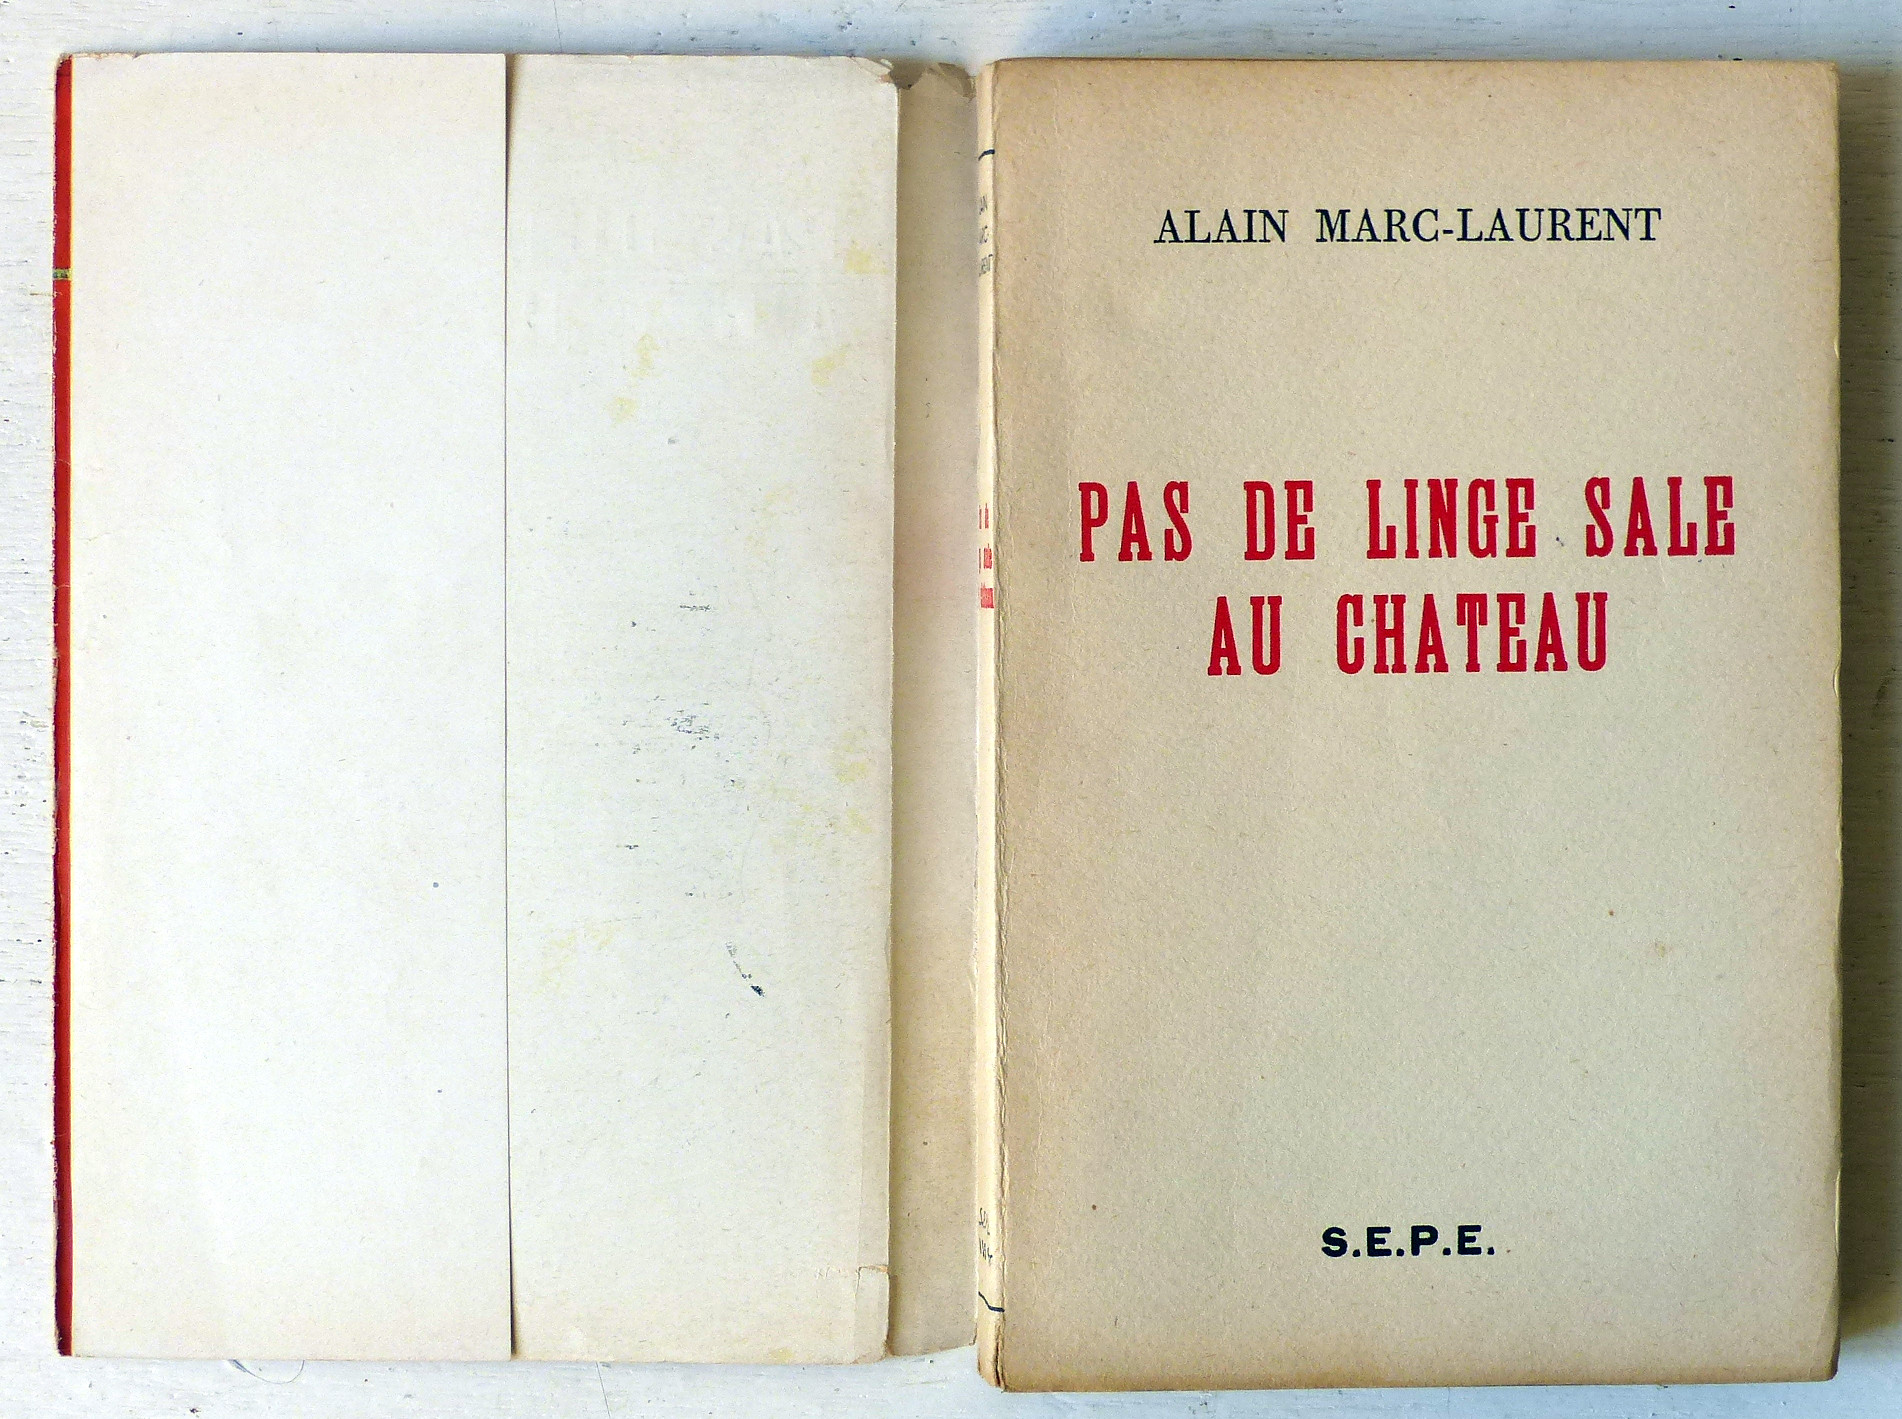 ALAIN MARC-LAURENT
PAS DE LINGE SALE
AU CHATEAU
S.E.P.E.